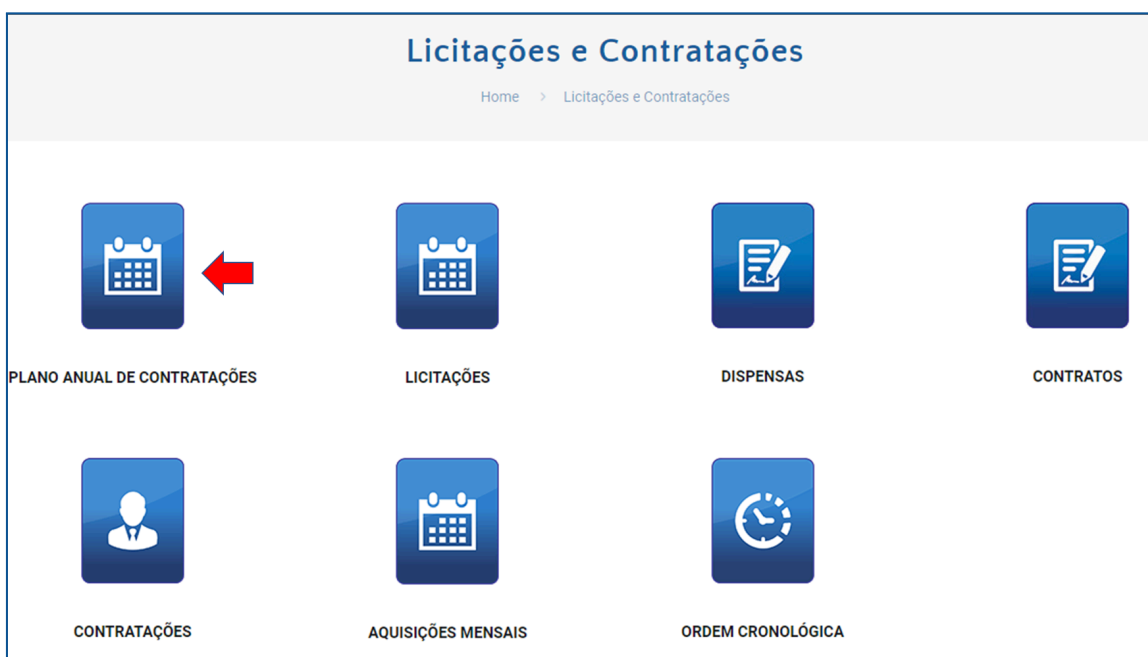 Licitações e Contratações
Home > Licitações e Contratações
PLANO ANUAL DE CONTRATAÇÕES
LICITAÇÕES
DISPENSAS
CONTRATOS
CONTRATAÇÕES
AQUISIÇÕES MENSAIS
ORDEM CRONOLÓGICA